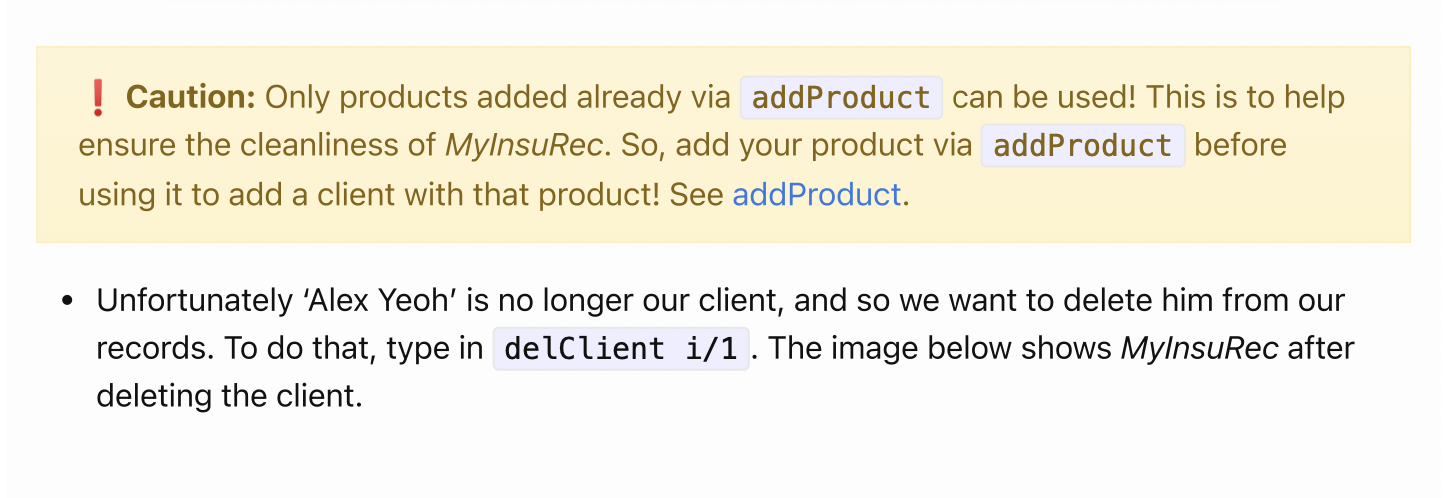 ❗ Caution: Only products added already via addProduct can be used! This is to help
ensure the cleanliness of MyInsuRec. So, add your product via addProduct before
using it to add a client with that product! See addProduct.
• Unfortunately ‘Alex Yeoh’ is no longer our client, and so we want to delete him from our
records. To do that, type in delClient i/1. The image below shows MyInsuRec after
deleting the client.